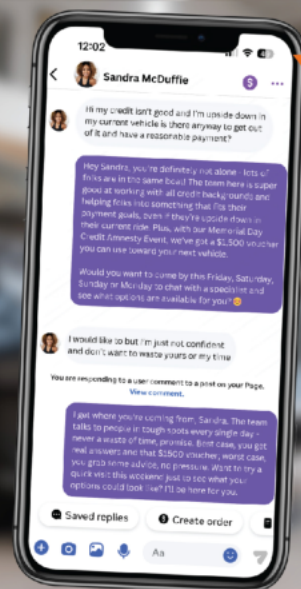 12:02
Sandra McDuffie
Hi my credit isn't good and I'm upside down in
my current vehicle is there anyway to get out
of it and have a reasonable payment?
Hey Sandra, you're definitely not alone - lots of
folks are in the same boat! The team here is super
good at working with all credit backgrounds and
helping folks into something that fits their
payment goals, even if they're upside down in
their current ride. Plus, with our Memorial Day
Credit Amnesty Event, we've got a $1,500 voucher
you can use toward your next vehicle.
Would you want to come by this Friday, Saturday,
Sunday or Monday to chat with a specialist and
see what options are available for you? 😊
I would like to but I'm just not confident
and don't want to waste yours or my time
You are responding to a user comment to a post on your Page.
View comment.
I get where you're coming from, Sandra. The team
talks to people in tough spots every single day -
never a waste of time, promise. Best case, you get
real answers and that $1500 voucher, worst case,
you grab some advice, no pressure. Want to try a
quick visit this weekend just to see what your
options could look like? I'll be here for you.
Saved replies
Create order
Aa